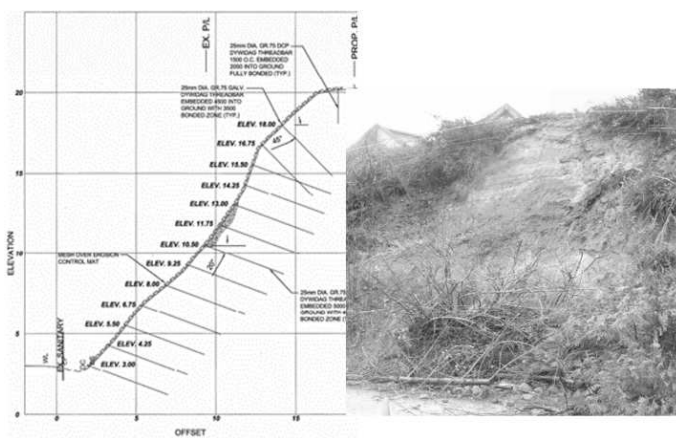 EX. P/L
PROP. P/L
25mm DIA. GR.75 DCP
DYWIDAG THREADBAR
1500 O.C. EMBEDDED
2000 INTO GROUND
FULLY BONDED (TYP.)
25mm DIA. GR.75 GALV.
DYWIDAG THREADBAR
EMBEDDED 4500 INTO
GROUND WITH 3500
BONDED ZONE (TYP.)
20
ELEV. 18.00
1
45°
ELEV. 16.75
ELEV. 15.50
15
ELEV. 14.25
ELEV. 13.00
ELEV. 11.75
ELEV. 10.50
10
MESH OVER EROSION
CONTROL MAT
ELEV. 9.25
20°
ELEV. 8.00
25mm DIA. GR.75
DYWIDAG THREA
EMBEDDED
GROUND WITH
BONDED ZONE
ELEV. 6.75
ELEV. 5.50
5
ELEV. 4.25
ELEV. 3.00
EX. SANITARY
ELEVATION
0
0
5
10
15
OFFSET